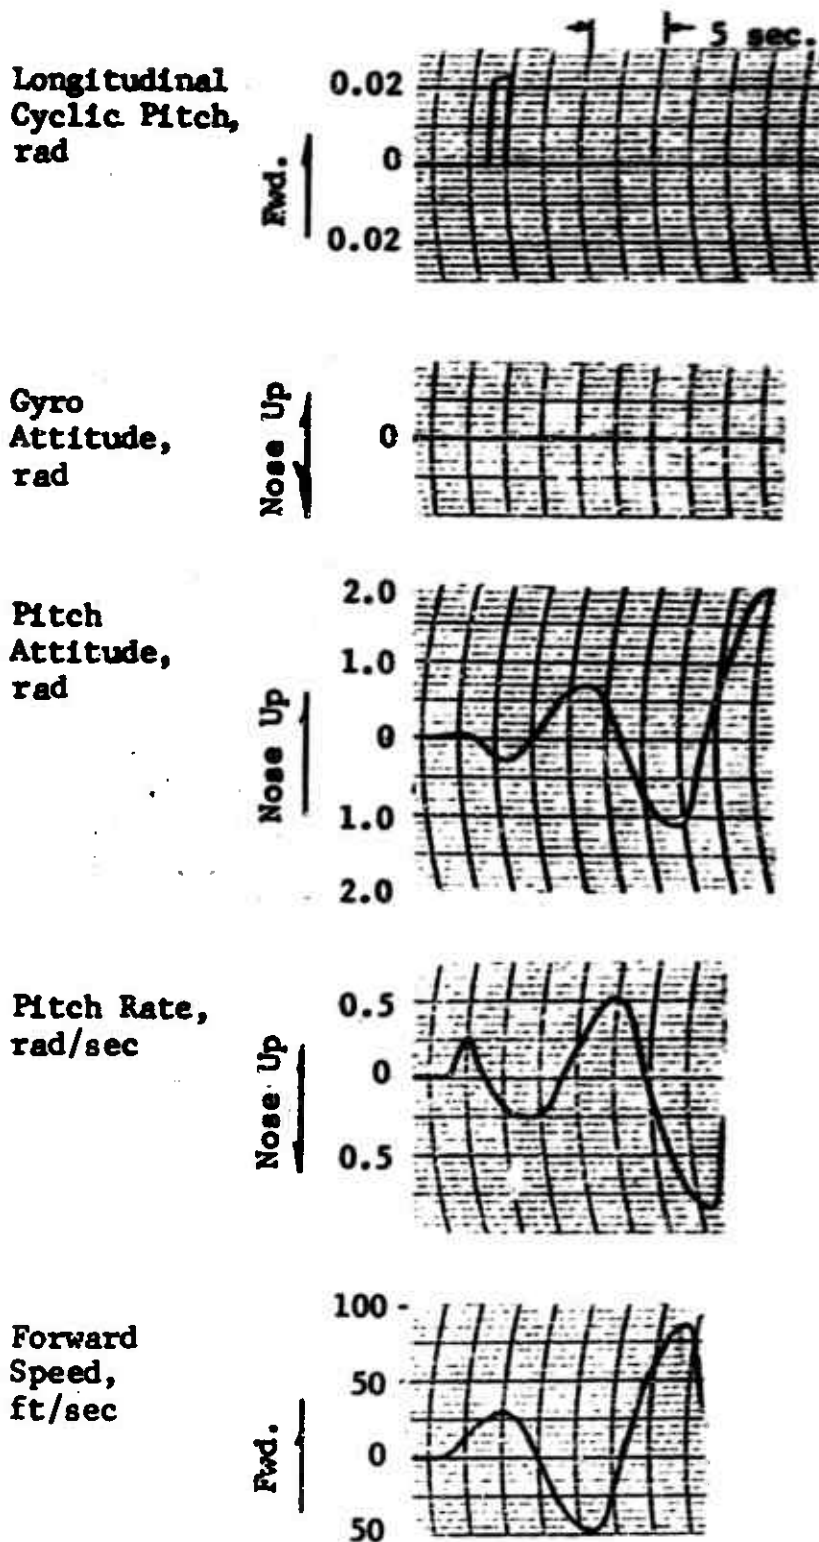 5 sec.
Longitudinal
Cyclic Pitch,
rad
Fwd.
0.02
0
0.02
Gyro
Attitude,
rad
Nose Up
0
Pitch
Attitude,
rad
Nose Up
2.0
1.0
0
1.0
2.0
Pitch Rate,
rad/sec
Nose Up
0.5
0
0.5
Forward
Speed,
ft/sec
Fwd.
100
50
0
50